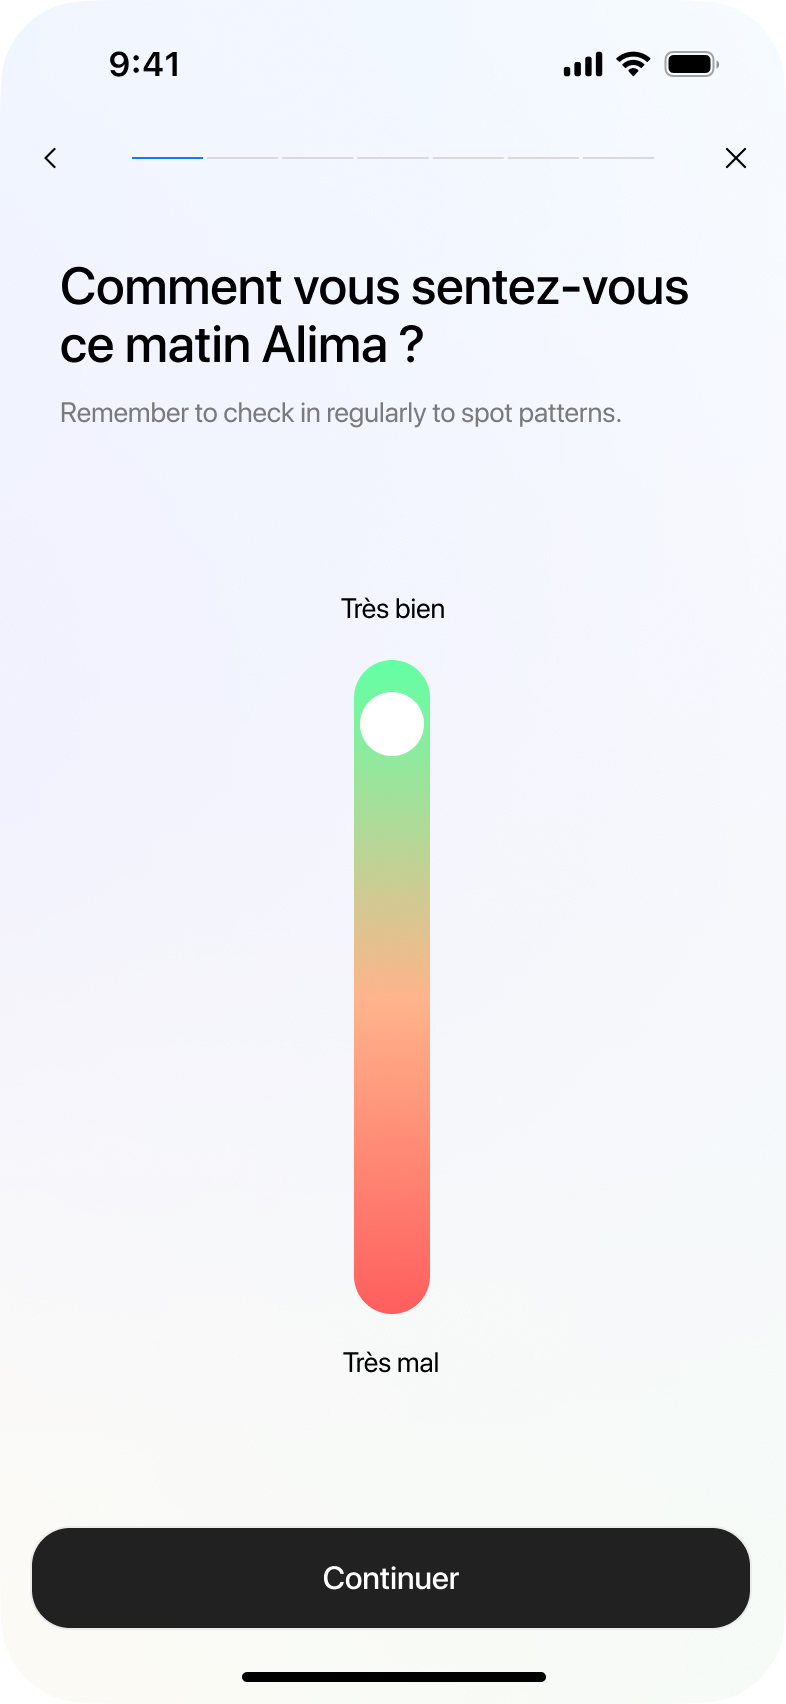 9:41
Comment vous sentez-vous
ce matin Alima ?
Remember to check in regularly to spot patterns.
Très bien
Très mal
Continuer